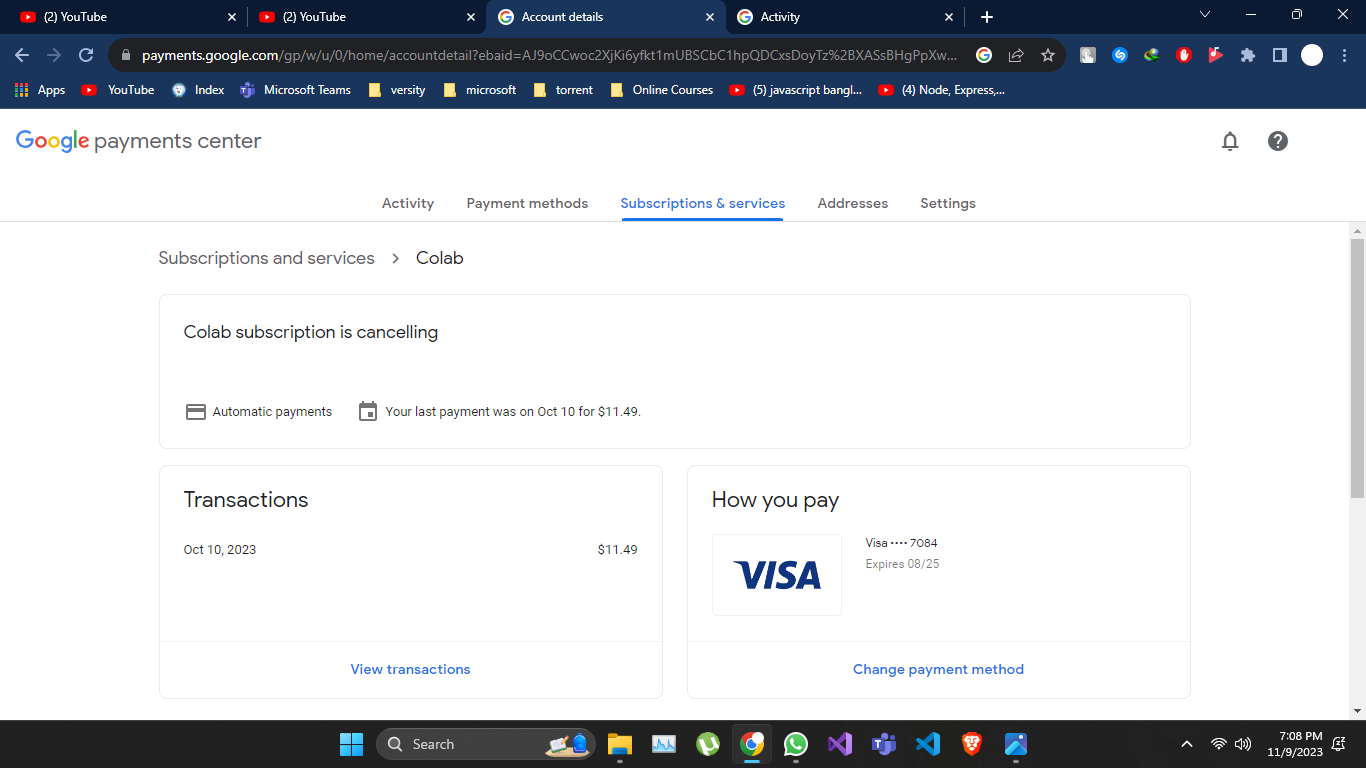 (2) YouTube
(2) YouTube
Account details
Activity
payments.google.com/gp/w/u/0/home/accountdetail?ebaid=AJ9oCCwoc2XjKi6yfkt1mUBSCbC1hpQDCxsDoyTz%2BXASsBHgPpXw...
Apps
YouTube
Index
Microsoft Teams
versity
microsoft
torrent
Online Courses
(5) javascript bangl...
(4) Node, Express,...
Google payments center
Activity
Payment methods
Subscriptions & services
Addresses
Settings
Subscriptions and services > Colab
Colab subscription is cancelling
Automatic payments
Your last payment was on Oct 10 for $11.49.
Transactions
Oct 10, 2023 $11.49
View transactions
How you pay
VISA
Visa •••• 7084
Expires 08/25
Change payment method
Search
7:08 PM
11/9/2023